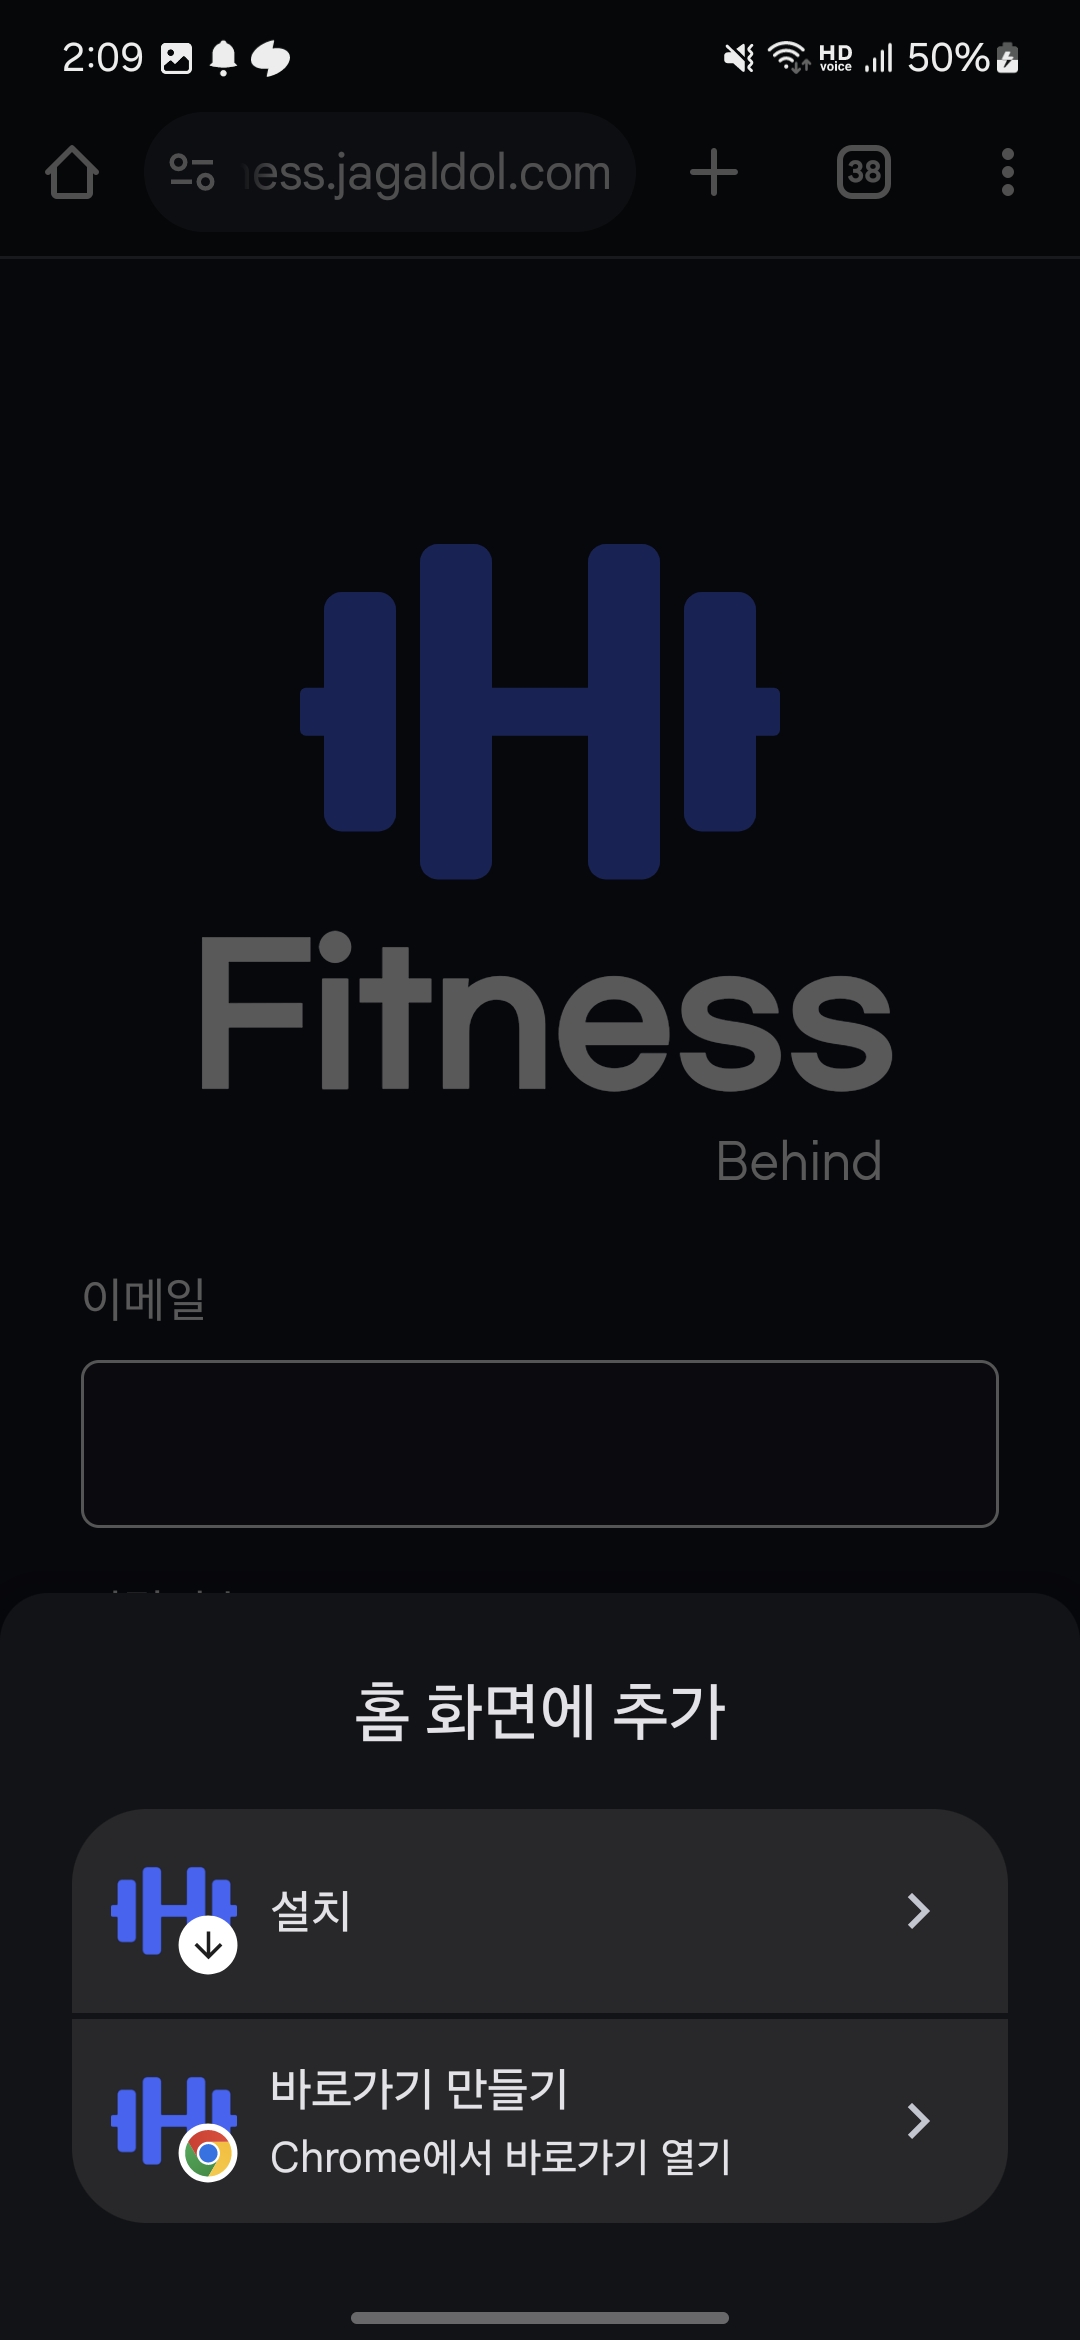 2:09
HD voice
50%
ess.jagaldol.com
38
Fitness
Behind
이메일
홈 화면에 추가
설치
바로가기 만들기
Chrome에서 바로가기 열기